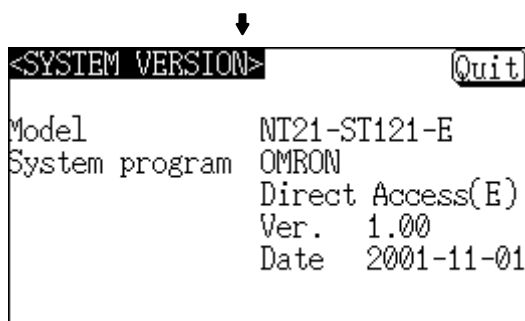 <SYSTEM VERSION> Quit
Model NT21-ST121-E
System program OMRON
Direct Access(E)
Ver. 1.00
Date 2001-11-01